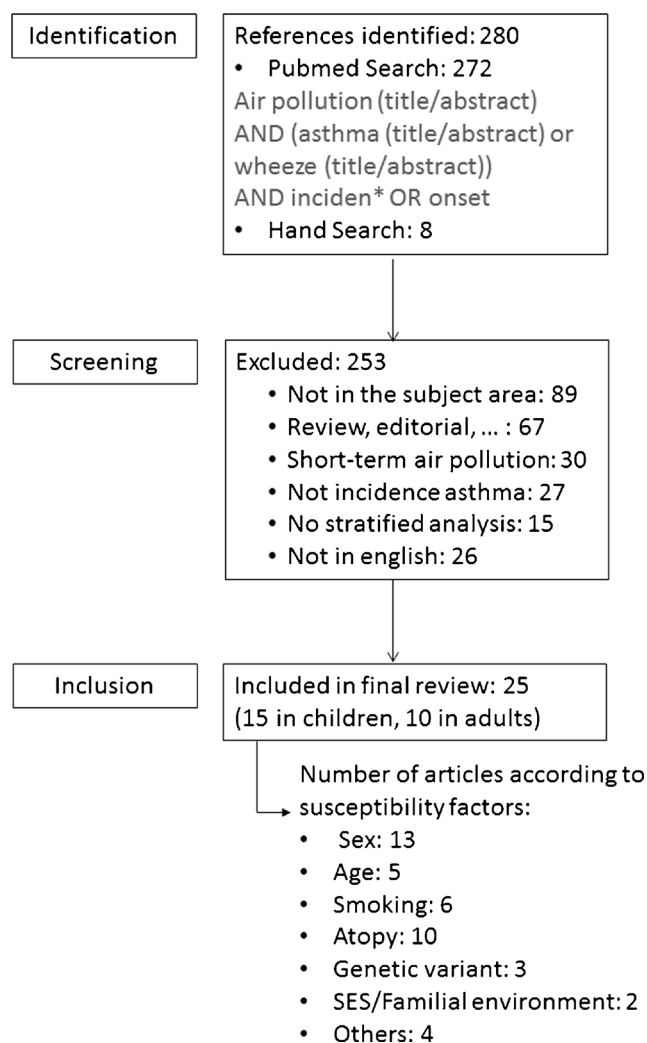 Identification
References identified: 280
• Pubmed Search: 272
Air pollution (title/abstract)
AND (asthma (title/abstract) or
wheeze (title/abstract))
AND inciden* OR onset
• Hand Search: 8
Screening
Excluded: 253
• Not in the subject area: 89
• Review, editorial, ... : 67
• Short-term air pollution: 30
• Not incidence asthma: 27
• No stratified analysis: 15
• Not in english: 26
Inclusion
Included in final review: 25
(15 in children, 10 in adults)
Number of articles according to
susceptibility factors:
• Sex: 13
• Age: 5
• Smoking: 6
• Atopy: 10
• Genetic variant: 3
• SES/Familial environment: 2
• Others: 4